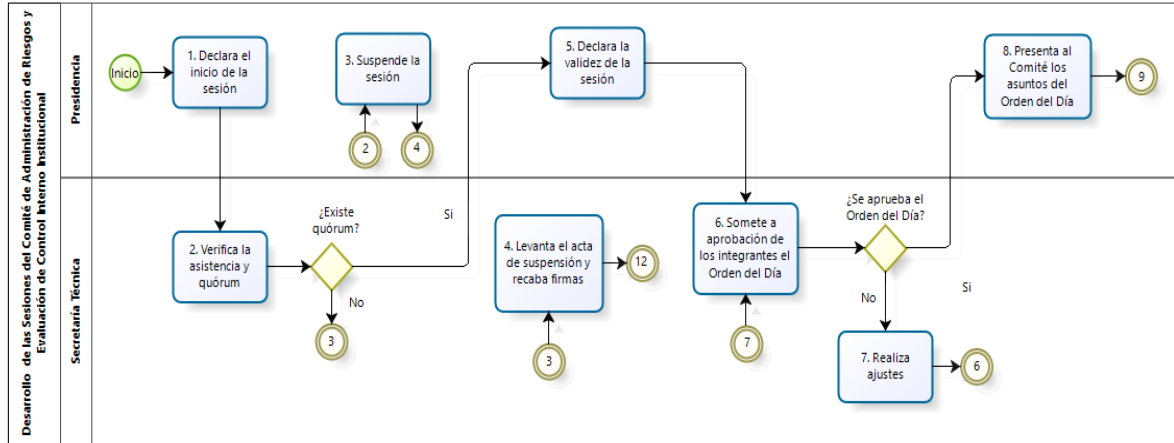 Desarrollo de las Sesiones del Comité de Administración de Riesgos y
Evaluación de Control Interno Institucional
Presidencia
Inicio
1. Declara el
inicio de la
sesión
3. Suspende la
sesión
2
4
5. Declara la
validez de la
sesión
8. Presenta al
Comité los
asuntos del
Orden del Día
9
Secretaría Técnica
2. Verifica la
asistencia y
quórum
¿Existe
quórum?
Si
No
3
4. Levanta el acta
de suspensión y
recaba firmas
12
3
6. Somete a
aprobación de
los integrantes el
Orden del Día
7
¿Se aprueba el
Orden del Día?
No
Si
7. Realiza
ajustes
6